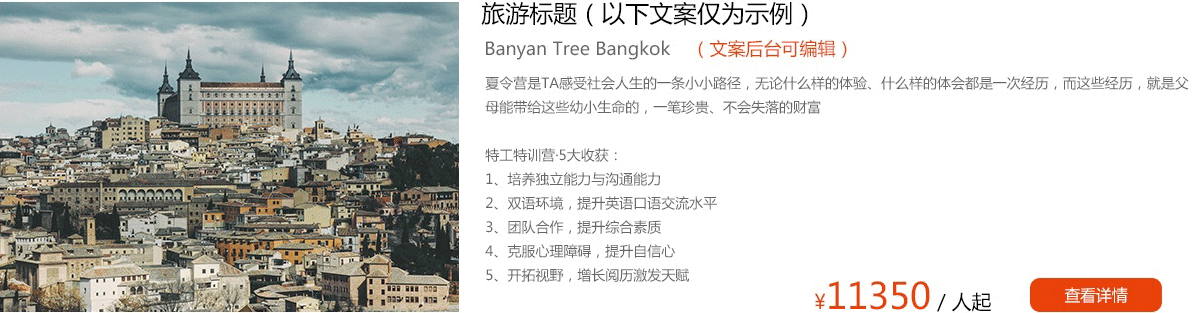 旅游标题（以下文案仅为示例）
Banyan Tree Bangkok （文案后台可编辑）
夏令营是TA感受社会人生的一条小小路径，无论什么样的体验、什么样的体会都是一次经历，而这些经历，就是父
母能带给这些幼小生命的，一笔珍贵、不会失落的财富
特工特训营·5大收获：
1、培养独立能力与沟通能力
2、双语环境，提升英语口语交流水平
3、团队合作，提升综合素质
4、克服心理障碍，提升自信心
5、开拓视野，增长阅历激发天赋
¥11350 / 人起 查看详情